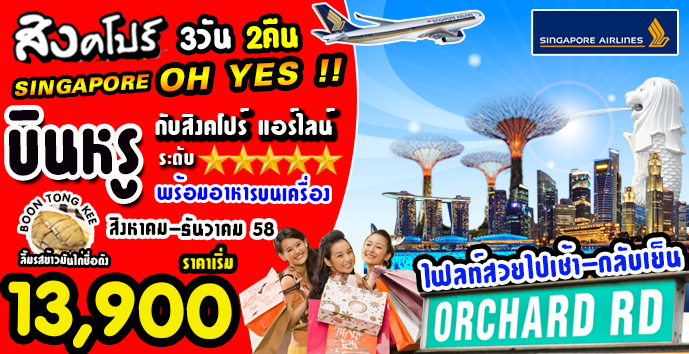 สิงคโปร์ 3วัน 2คืน
SINGAPORE OH YES !!
บินหรู
กับสิงคโปร์ แอร์ไลน์
ระดับ
พร้อมอาหารบนเครื่อง
BOON TONG KEE
สิงหาคม-ธันวาคม 58
ลิ้มรสข้าวมันไก่ชื่อดัง
ราคาเริ่ม
13,900
SINGAPORE AIRLINES
ไฟลท์สวยไปเช้า-กลับเย็น
ORCHARD RD